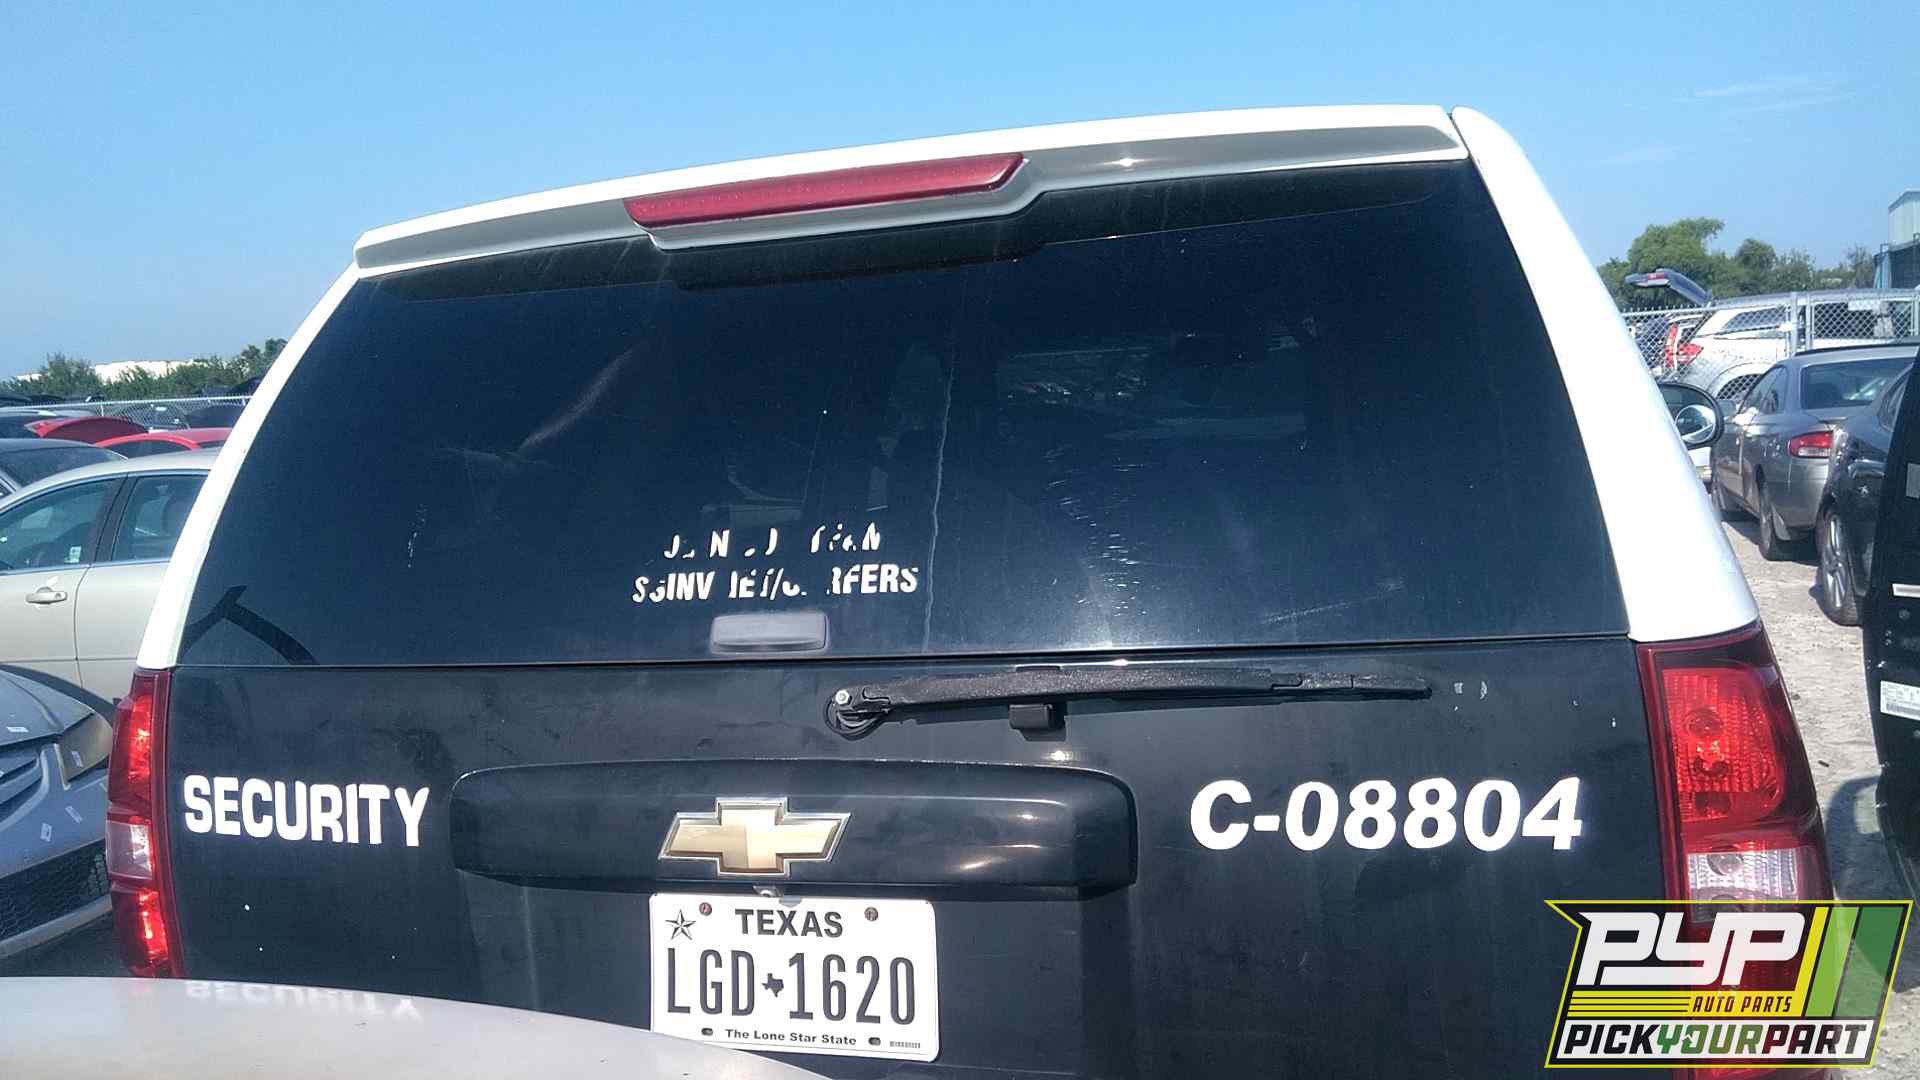 SECURITY
C-08804
TEXAS
LGD 1620
The Lone Star State
PYP
AUTO PARTS
PICKYOURPART